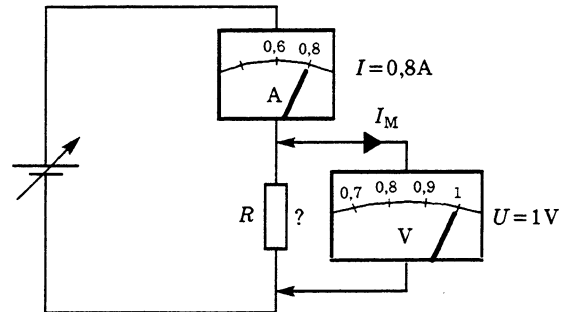 0,6 0,8
A
I = 0,8A
I_M
0,7 0,8 0,9 1
R ?
V
U = 1V